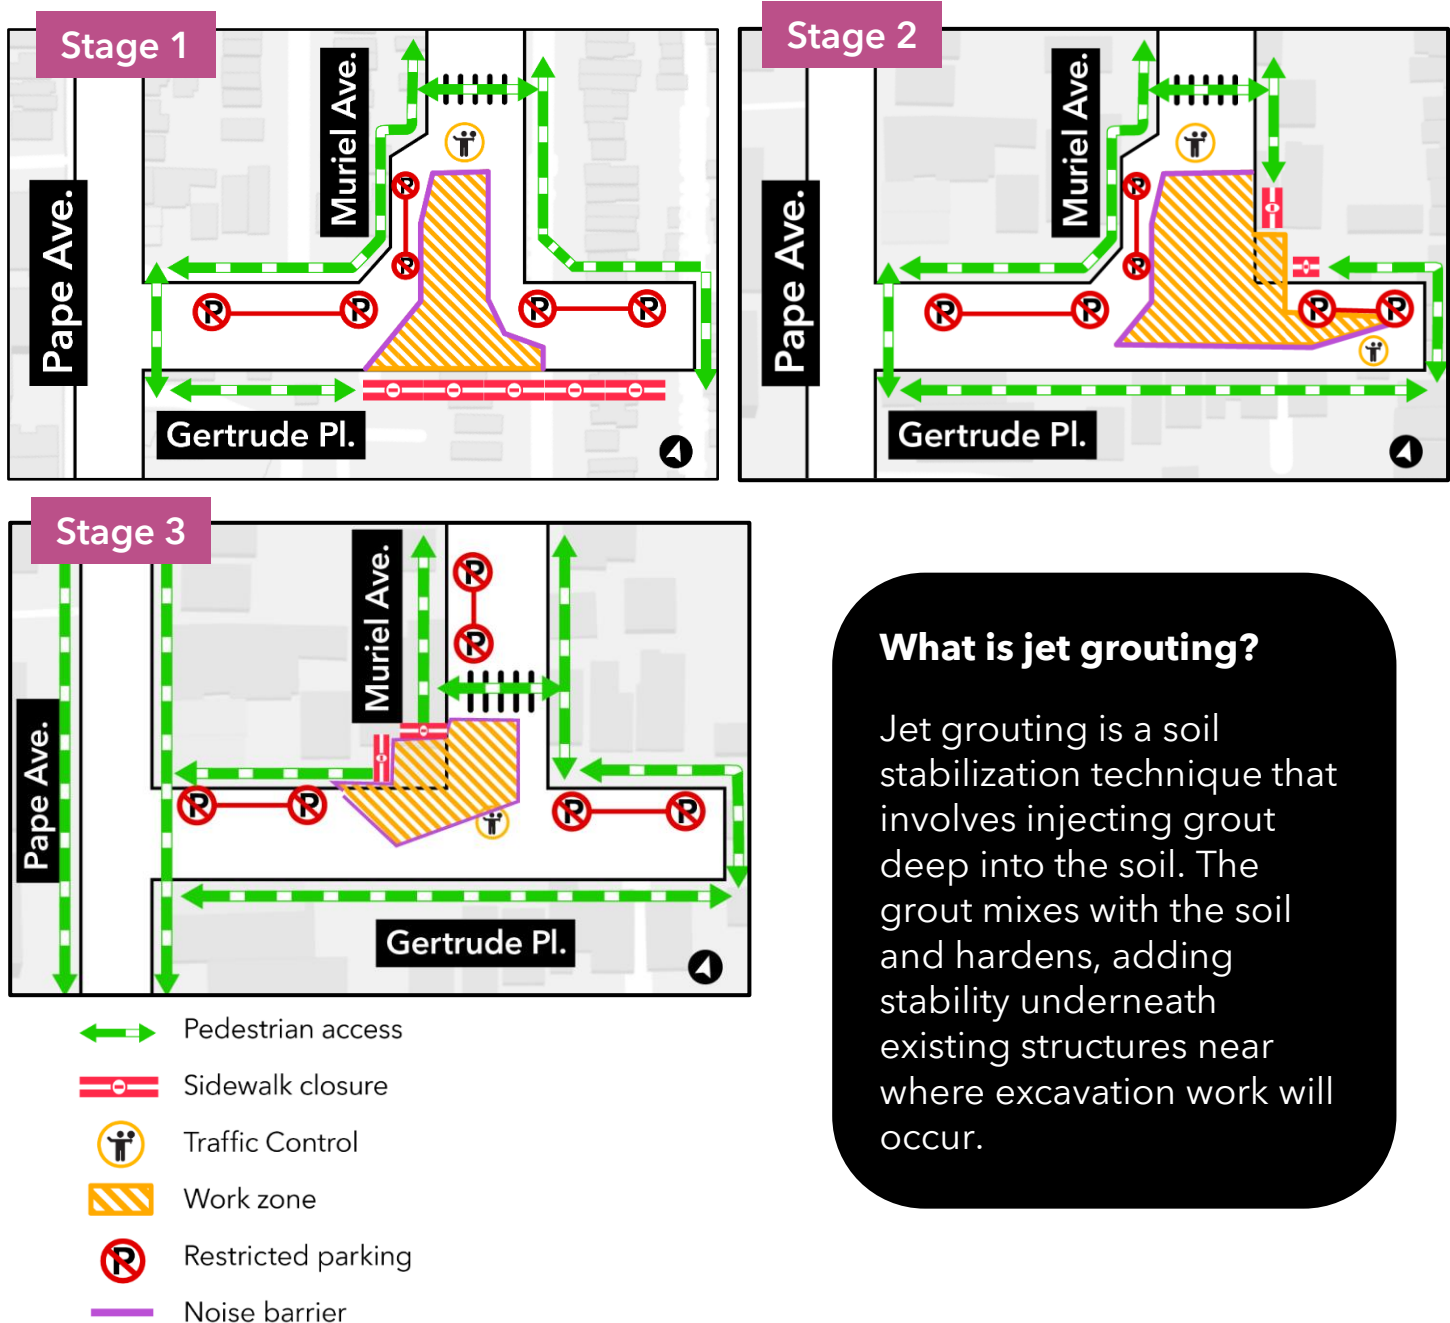 Stage 1
Muriel Ave.
Pape Ave.
Gertrude Pl.
Stage 2
Muriel Ave.
Pape Ave.
Gertrude Pl.
Stage 3
Muriel Ave.
Pape Ave.
Gertrude Pl.
Pedestrian access
Sidewalk closure
Traffic Control
Work zone
Restricted parking
Noise barrier
What is jet grouting?
Jet grouting is a soil
stabilization technique that
involves injecting grout
deep into the soil. The
grout mixes with the soil
and hardens, adding
stability underneath
existing structures near
where excavation work will
occur.